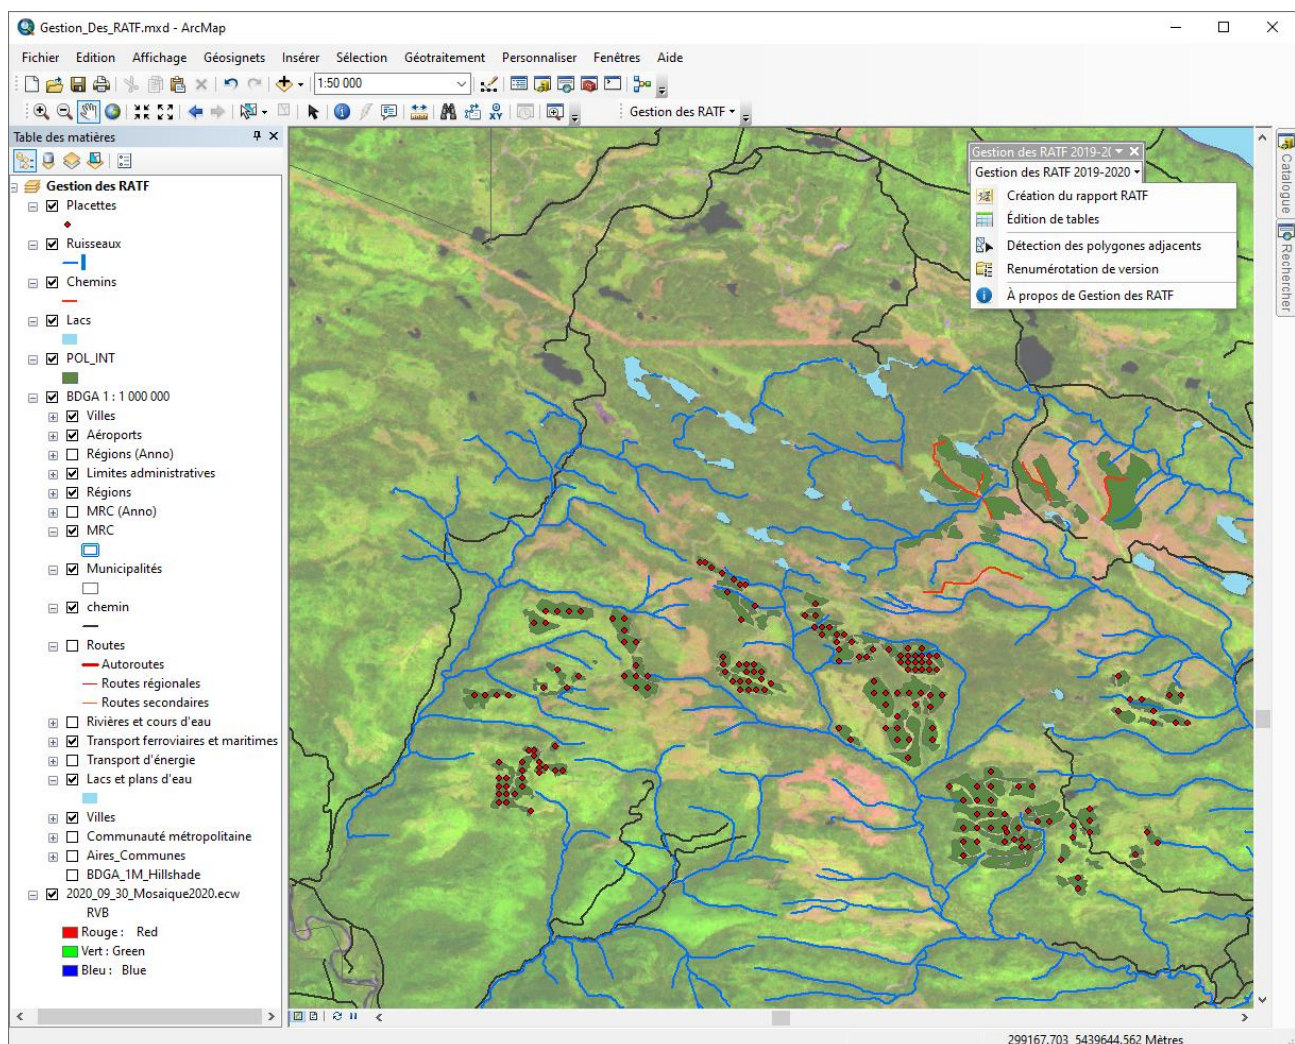 Gestion_Des_RATF.mxd - ArcMap
Fichier Edition Affichage Géosignets Insérer Sélection Géotraitement Personnaliser Fenêtres Aide
1:50 000
Gestion des RATF
Table des matières
Gestion des RATF
Placettes
Ruisseaux
Chemins
Lacs
POL_INT
BDGA 1 : 1 000 000
Villes
Aéroports
Régions (Anno)
Limites administratives
Régions
MRC (Anno)
MRC
Municipalités
chemin
Routes
Autoroutes
Routes régionales
Routes secondaires
Rivières et cours d'eau
Transport ferroviaires et maritimes
Transport d'énergie
Lacs et plans d'eau
Villes
Communauté métropolitaine
Aires_Communes
BDGA_1M_Hillshade
2020_09_30_Mosaique2020.ecw
RVB
Rouge : Red
Vert : Green
Bleu : Blue
Gestion des RATF 2019-2(
Gestion des RATF 2019-2020
Création du rapport RATF
Édition de tables
Détection des polygones adjacents
Renumérotation de version
À propos de Gestion des RATF
Catalogue
Rechercher
299167,703 5439644,562 Mètres